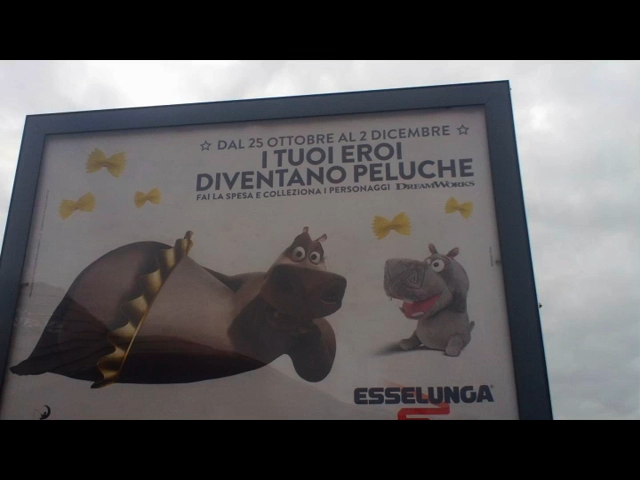 DAL 25 OTTOBRE AL 2 DICEMBRE
I TUOI EROI
DIVENTANO PELUCHE
FAI LA SPESA E COLLEZIONA I PERSONAGGI DREAMWORKS
ESSELUNGA